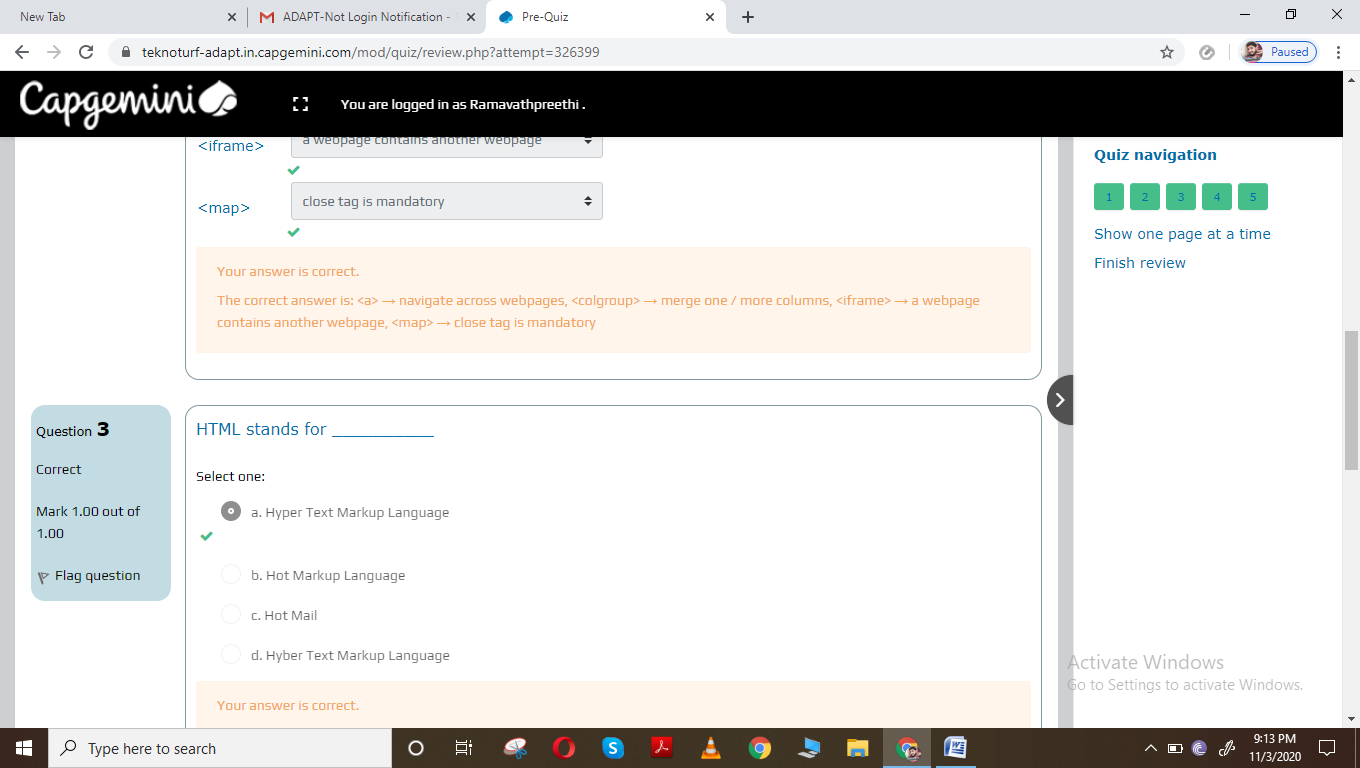 New Tab
ADAPT-Not Login Notification -
Pre-Quiz
teknoturf-adapt.in.capgemini.com/mod/quiz/review.php?attempt=326399
Paused
Capgemini
You are logged in as Ramavathpreethi .
<iframe>
a webpage contains another webpage
<map>
close tag is mandatory
Your answer is correct.
The correct answer is: <a> → navigate across webpages, <colgroup> → merge one / more columns, <iframe> → a webpage
contains another webpage, <map> → close tag is mandatory
Question 3
Correct
Mark 1.00 out of
1.00
Flag question
HTML stands for ___________
Select one:
a. Hyper Text Markup Language
b. Hot Markup Language
c. Hot Mail
d. Hyber Text Markup Language
Your answer is correct.
Quiz navigation
1 2 3 4 5
Show one page at a time
Finish review
Activate Windows
Go to Settings to activate Windows.
Type here to search
9:13 PM
11/3/2020